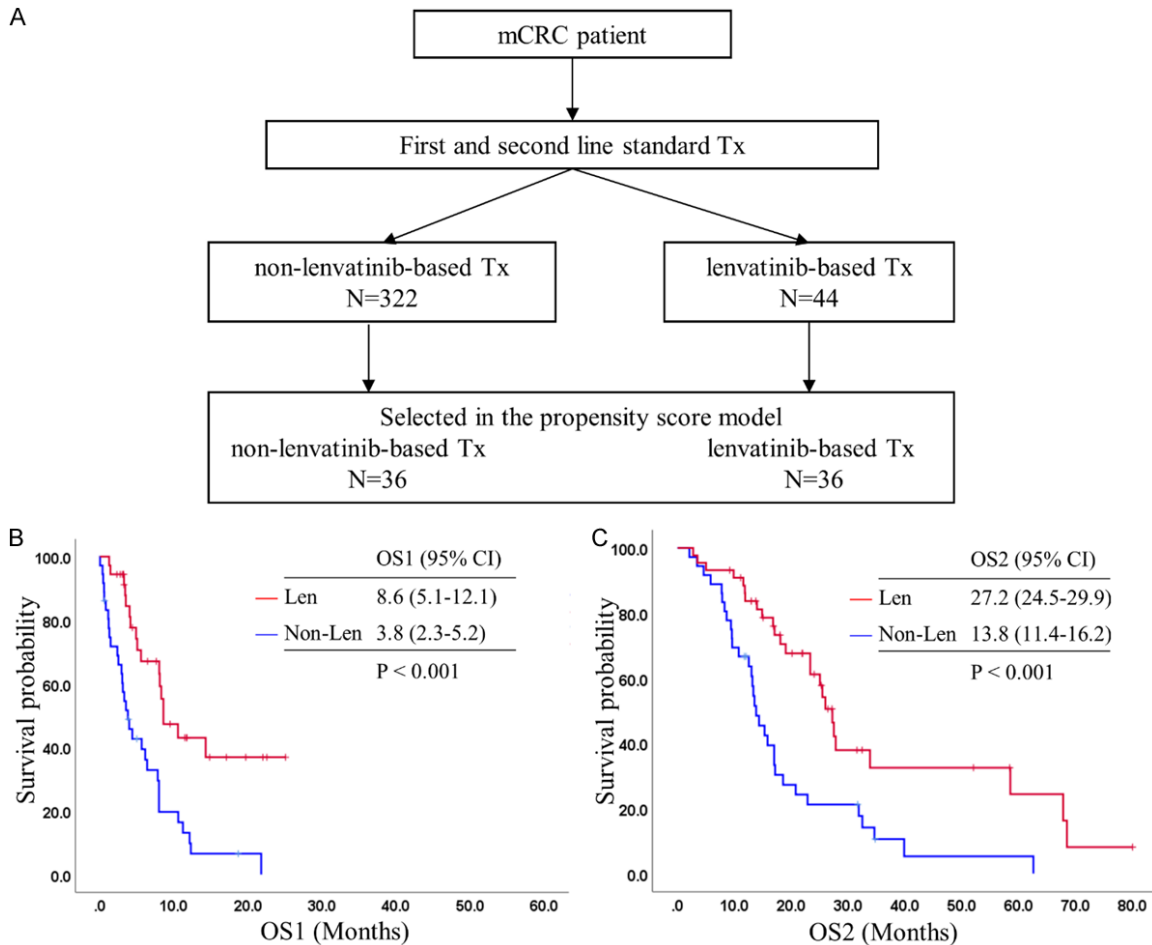 A
mCRC patient
First and second line standard Tx
non-lenvatinib-based Tx
N=322
lenvatinib-based Tx
N=44
Selected in the propensity score model
non-lenvatinib-based Tx
N=36
lenvatinib-based Tx
N=36
B
Survival probability
100.0
80.0
60.0
40.0
20.0
0.0
OS1 (95% CI)
Len 8.6 (5.1-12.1)
Non-Len 3.8 (2.3-5.2)
P < 0.001
.0 10.0 20.0 30.0 40.0 50.0 60.0
OS1 (Months)
C
Survival probability
100.0
80.0
60.0
40.0
20.0
0.0
OS2 (95% CI)
Len 27.2 (24.5-29.9)
Non-Len 13.8 (11.4-16.2)
P < 0.001
.0 10.0 20.0 30.0 40.0 50.0 60.0 70.0 80.0
OS2 (Months)